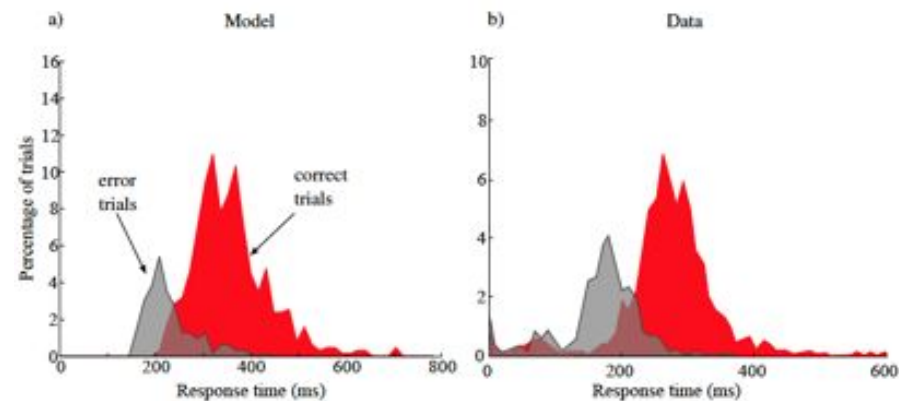 a) Model
b) Data
Percentage of trials
16
14
12
10
8
6
4
2
0
error
trials
correct
trials
0 200 400 600 800
Response time (ms)
10
8
6
4
2
0
0 200 400 600
Response time (ms)